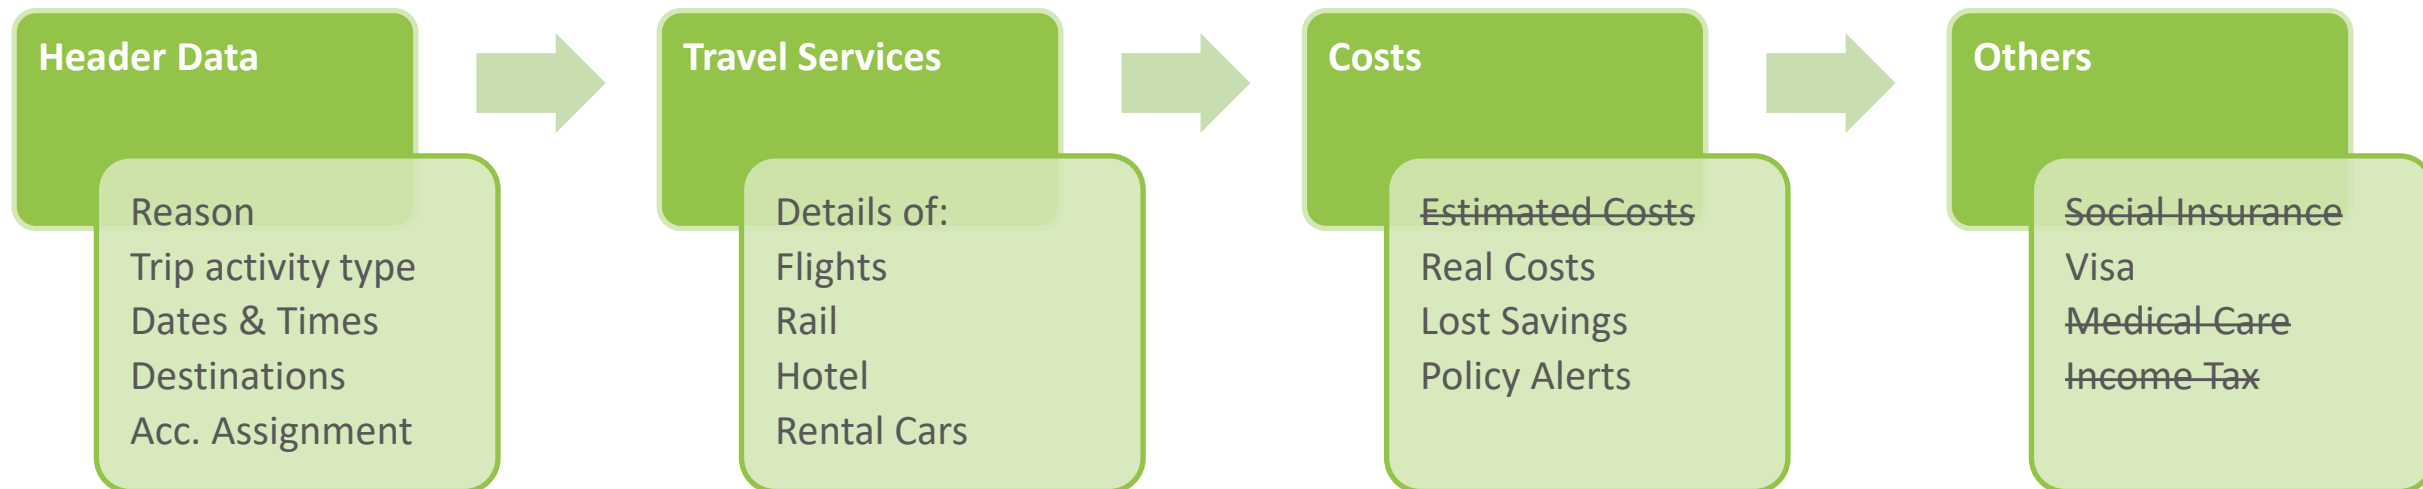 Header Data
Reason
Trip activity type
Dates & Times
Destinations
Acc. Assignment
Travel Services
Details of:
Flights
Rail
Hotel
Rental Cars
Costs
Estimated Costs
Real Costs
Lost Savings
Policy Alerts
Others
Social Insurance
Visa
Medical Care
Income Tax